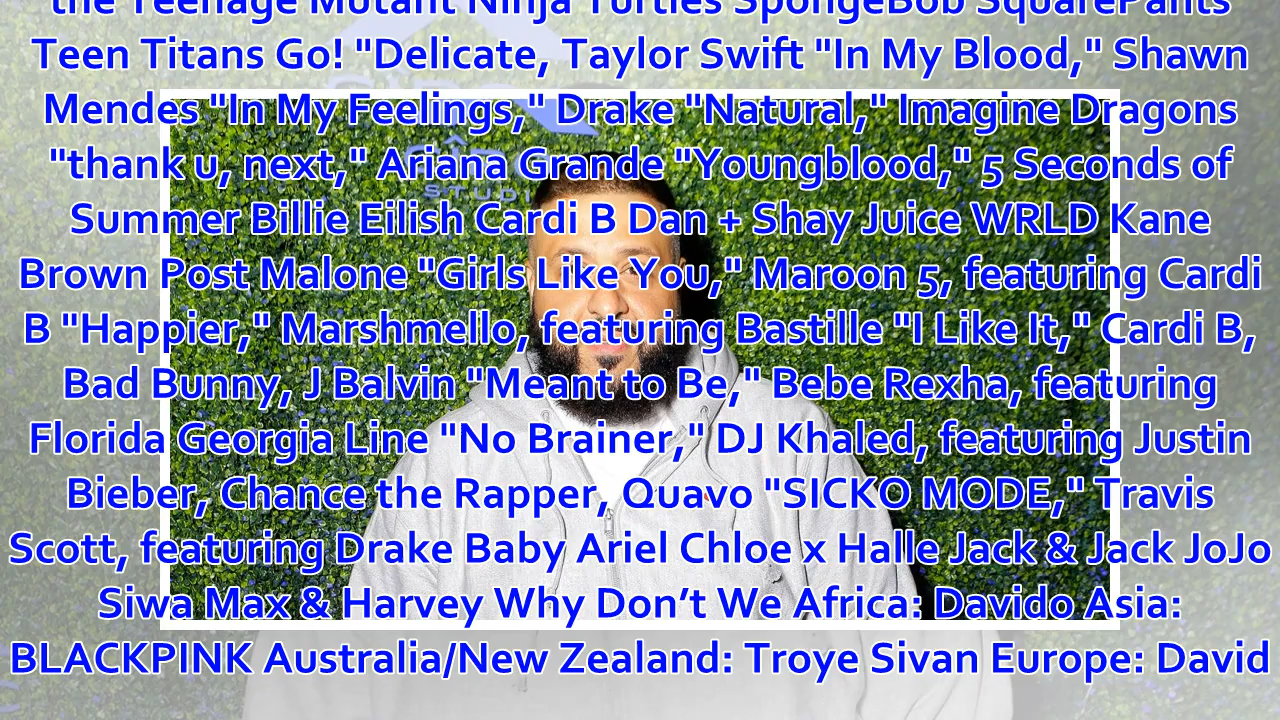 the Teenage Mutant Ninja Turtles SpongeBob SquarePants
Teen Titans Go! "Delicate, Taylor Swift "In My Blood," Shawn
Mendes "In My Feelings," Drake "Natural," Imagine Dragons
"thank u, next," Ariana Grande "Youngblood," 5 Seconds of
Summer Billie Eilish Cardi B Dan + Shay Juice WRLD Kane
Brown Post Malone "Girls Like You," Maroon 5, featuring Cardi
B "Happier," Marshmello, featuring Bastille "I Like It," Cardi B,
Bad Bunny, J Balvin "Meant to Be," Bebe Rexha, featuring
Florida Georgia Line "No Brainer," DJ Khaled, featuring Justin
Bieber, Chance the Rapper, Quavo "SICKO MODE," Travis
Scott, featuring Drake Baby Ariel Chloe x Halle Jack & Jack JoJo
Siwa Max & Harvey Why Don’t We Africa: Davido Asia:
BLACKPINK Australia/New Zealand: Troye Sivan Europe: David